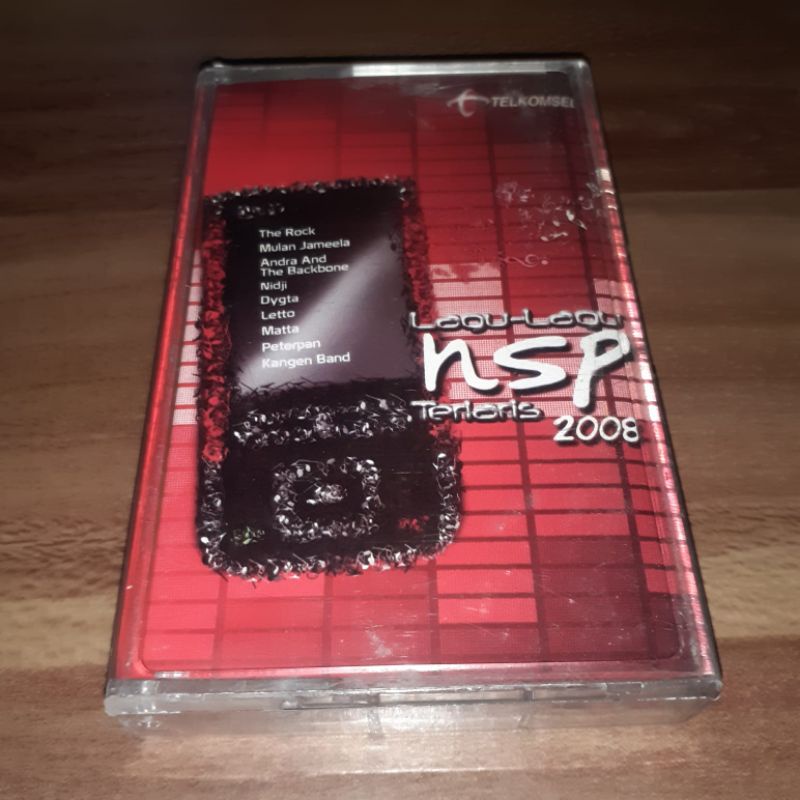 TELKOMSEL
The Rock
Mulan Jameela
Andra And
The Backbone
Nidji
Dygta
Letto
Matta
Peterpan
Kangen Band
Lagu-Lagu
nsp
Terlaris
2008